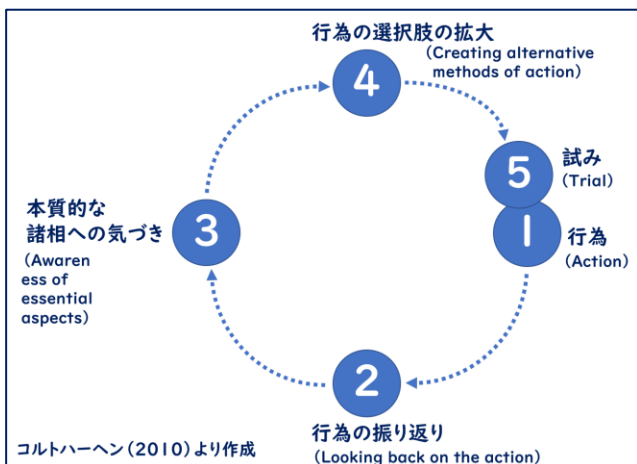 行為の選択肢の拡大
(Creating alternative
methods of action)
4
5
試み
(Trial)
1
行為
(Action)
本質的な
諸相への気づき
3
(Awaren
ess of
essential
aspects)
2
行為の振り返り
(Looking back on the action)
コルトハーヘン(2010)より作成